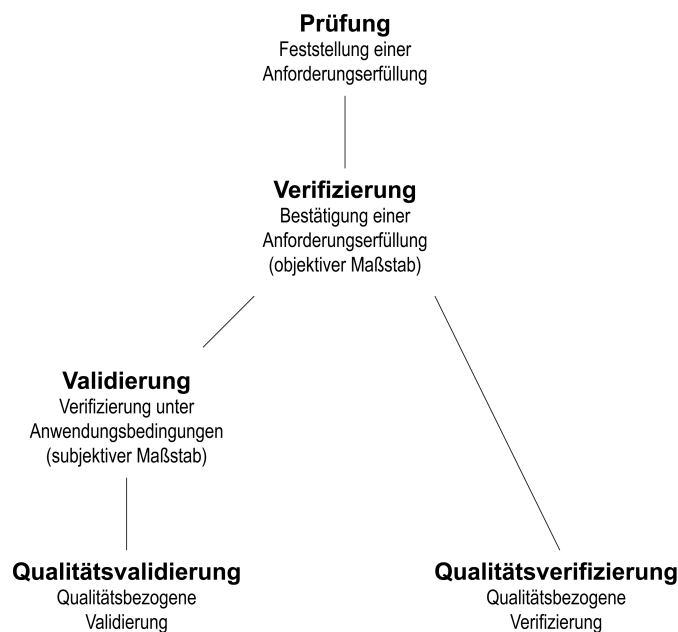 Prüfung
Feststellung einer
Anforderungserfüllung
Verifizierung
Bestätigung einer
Anforderungserfüllung
(objektiver Maßstab)
Validierung
Verifizierung unter
Anwendungsbedingungen
(subjektiver Maßstab)
Qualitätsvalidierung
Qualitätsbezogene
Validierung
Qualitätsverifizierung
Qualitätsbezogene
Verifizierung